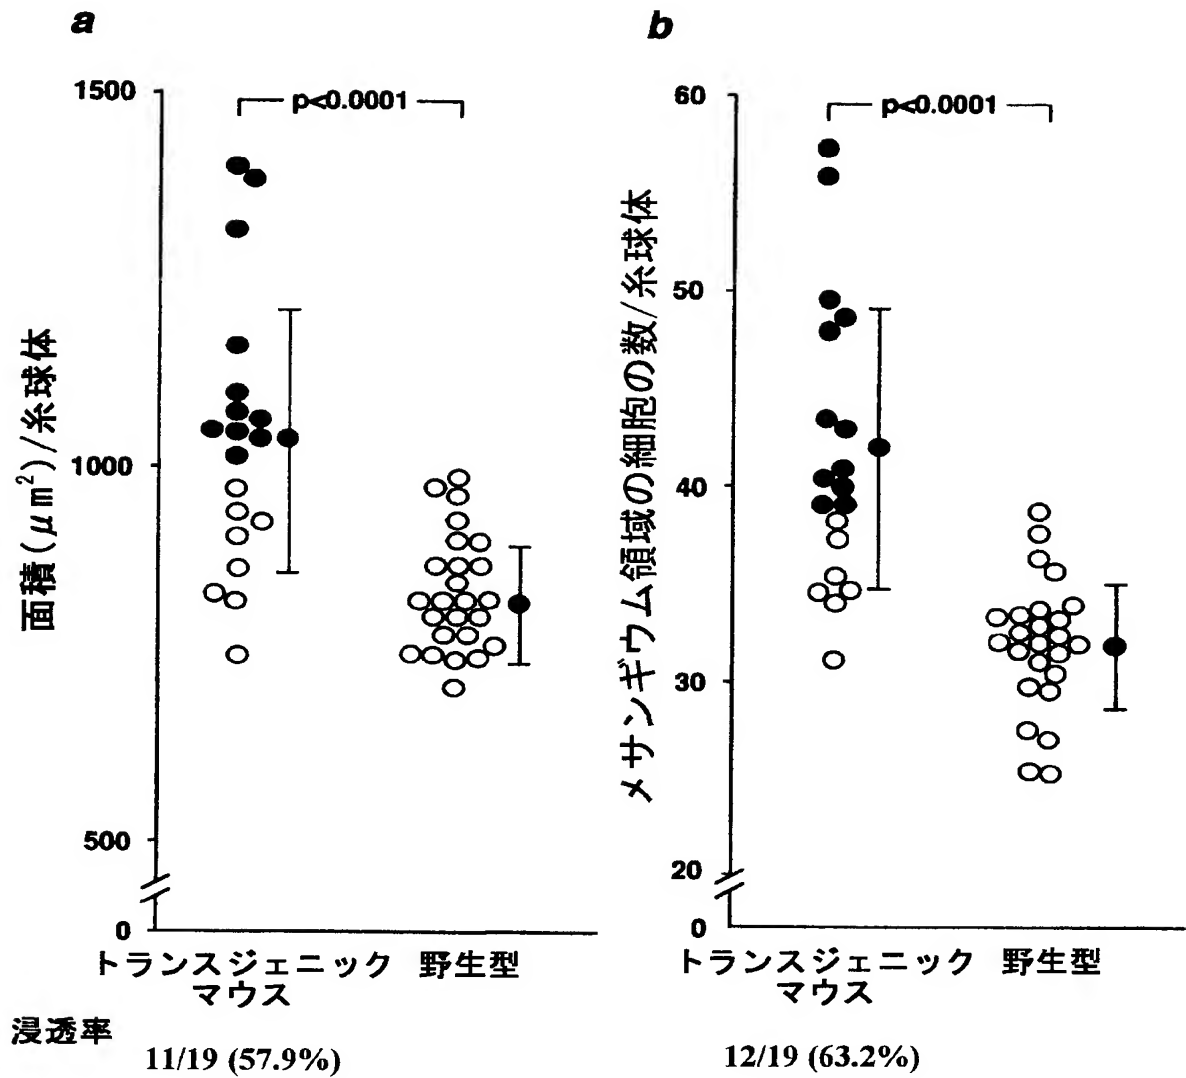 a
1500
p<0.0001
1000
500
0
面積(μm²)/糸球体
トランスジェニック
マウス
野生型
b
60
p<0.0001
50
40
30
20
0
メサンギウム領域の細胞の数/糸球体
トランスジェニック
マウス
野生型
浸透率
11/19 (57.9%)
12/19 (63.2%)